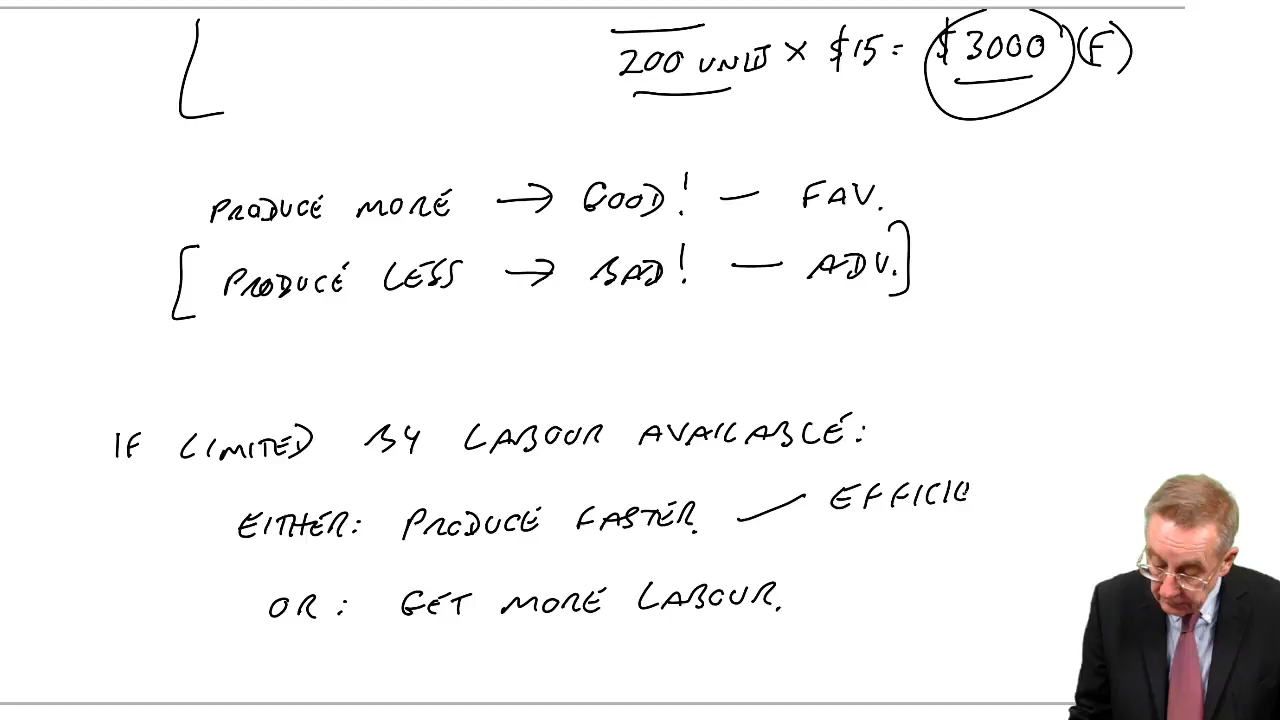 200 UNITS × $15 = $3000 (F)
PRODUCE MORE → GOOD! — FAV.
[PRODUCE LESS → BAD! — ADV.]
IF LIMITED BY LABOUR AVAILABLE:
EITHER: PRODUCE FASTER. — EFFICIE
OR: GET MORE LABOUR.